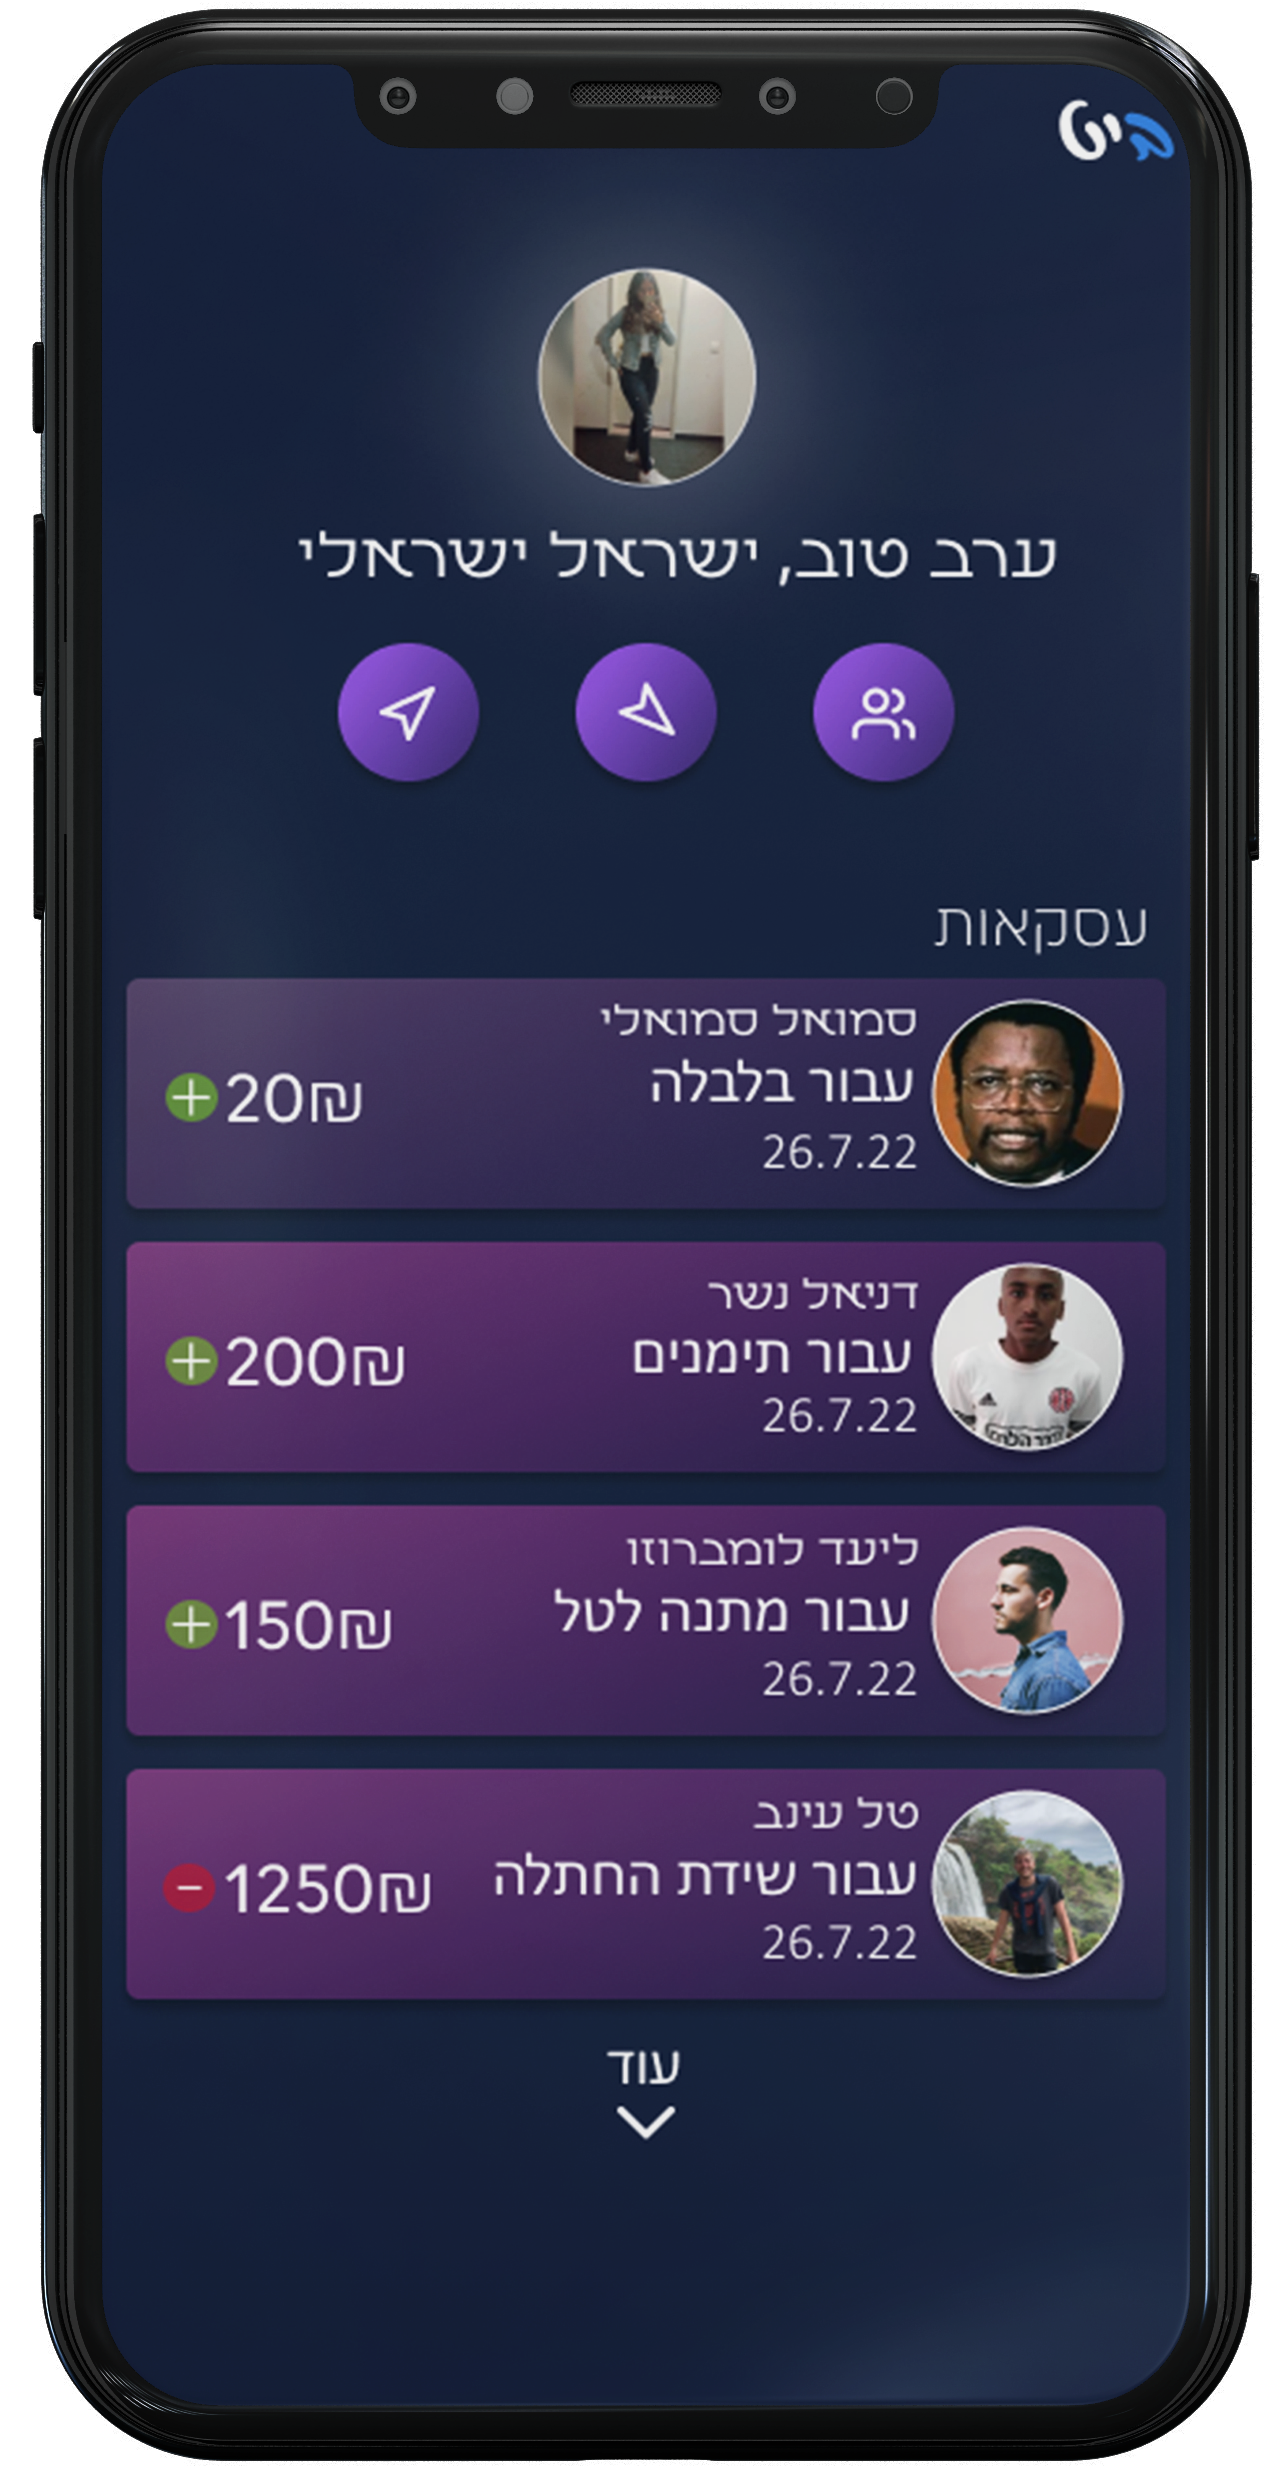 ביט
ערב טוב, ישראל ישראלי
עסקאות
סמואל סמואלי
עבור בלבלה
26.7.22
20₪
דניאל נשר
עבור תימנים
26.7.22
200₪
ליעד לומברוזו
עבור מתנה לטל
26.7.22
150₪
טל עינב
עבור שידת החתלה
26.7.22
1250₪
עוד